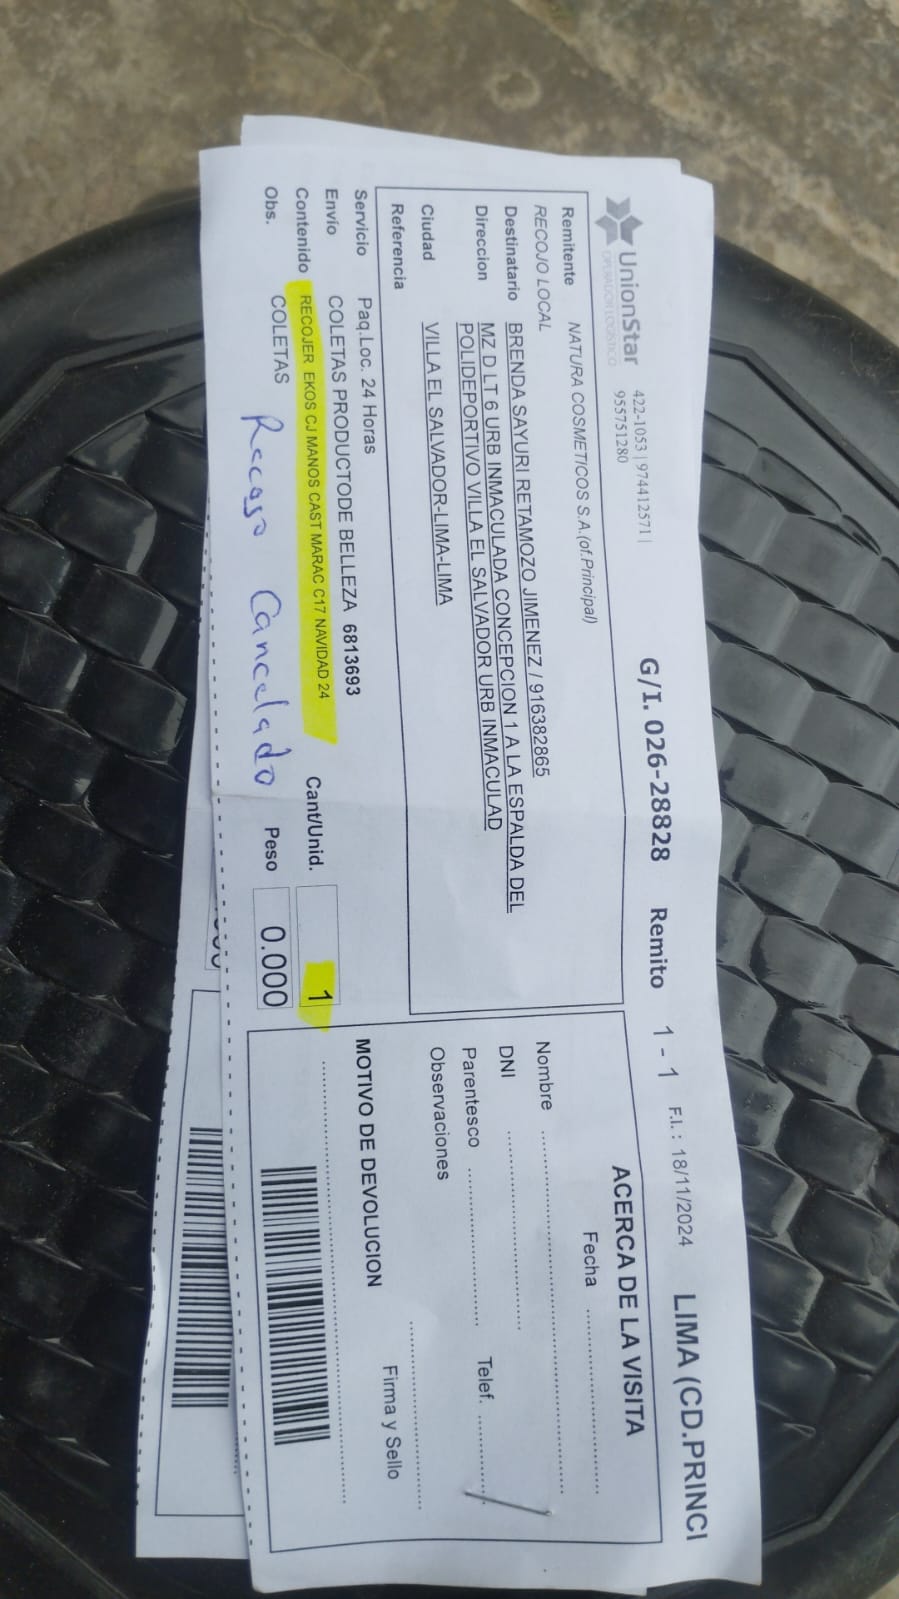 UnionStar
OPERADOR LOGÍSTICO
422-1053 | 974412571 |
955751280
G/I. 026-28828 Remito 1 - 1 F.I. : 18/11/2024 LIMA (CD.PRINCI
Remitente NATURA COSMETICOS S.A.(of.Principal)
RECOJO LOCAL
Destinatario BRENDA SAYURI RETAMOZO JIMENEZ / 916382865
Direccion MZ D LT 6 URB INMACULADA CONCEPCION 1 A LA ESPALDA DEL
POLIDEPORTIVO VILLA EL SALVADOR URB INMACULAD
Ciudad VILLA EL SALVADOR-LIMA-LIMA
Referencia
Servicio Paq.Loc. 24 Horas
Envío COLETAS PRODUCTODE BELLEZA 6813693
Contenido RECOJER EKOS CJ MANOS CAST MARAC C17 NAVIDAD 24
Cant/Unid. 1
Obs. COLETAS
Recojo Cancelado
Peso 0.000
ACERCA DE LA VISITA
Fecha
Nombre
DNI
Parentesco Telef.
Observaciones
Firma y Sello
MOTIVO DE DEVOLUCION